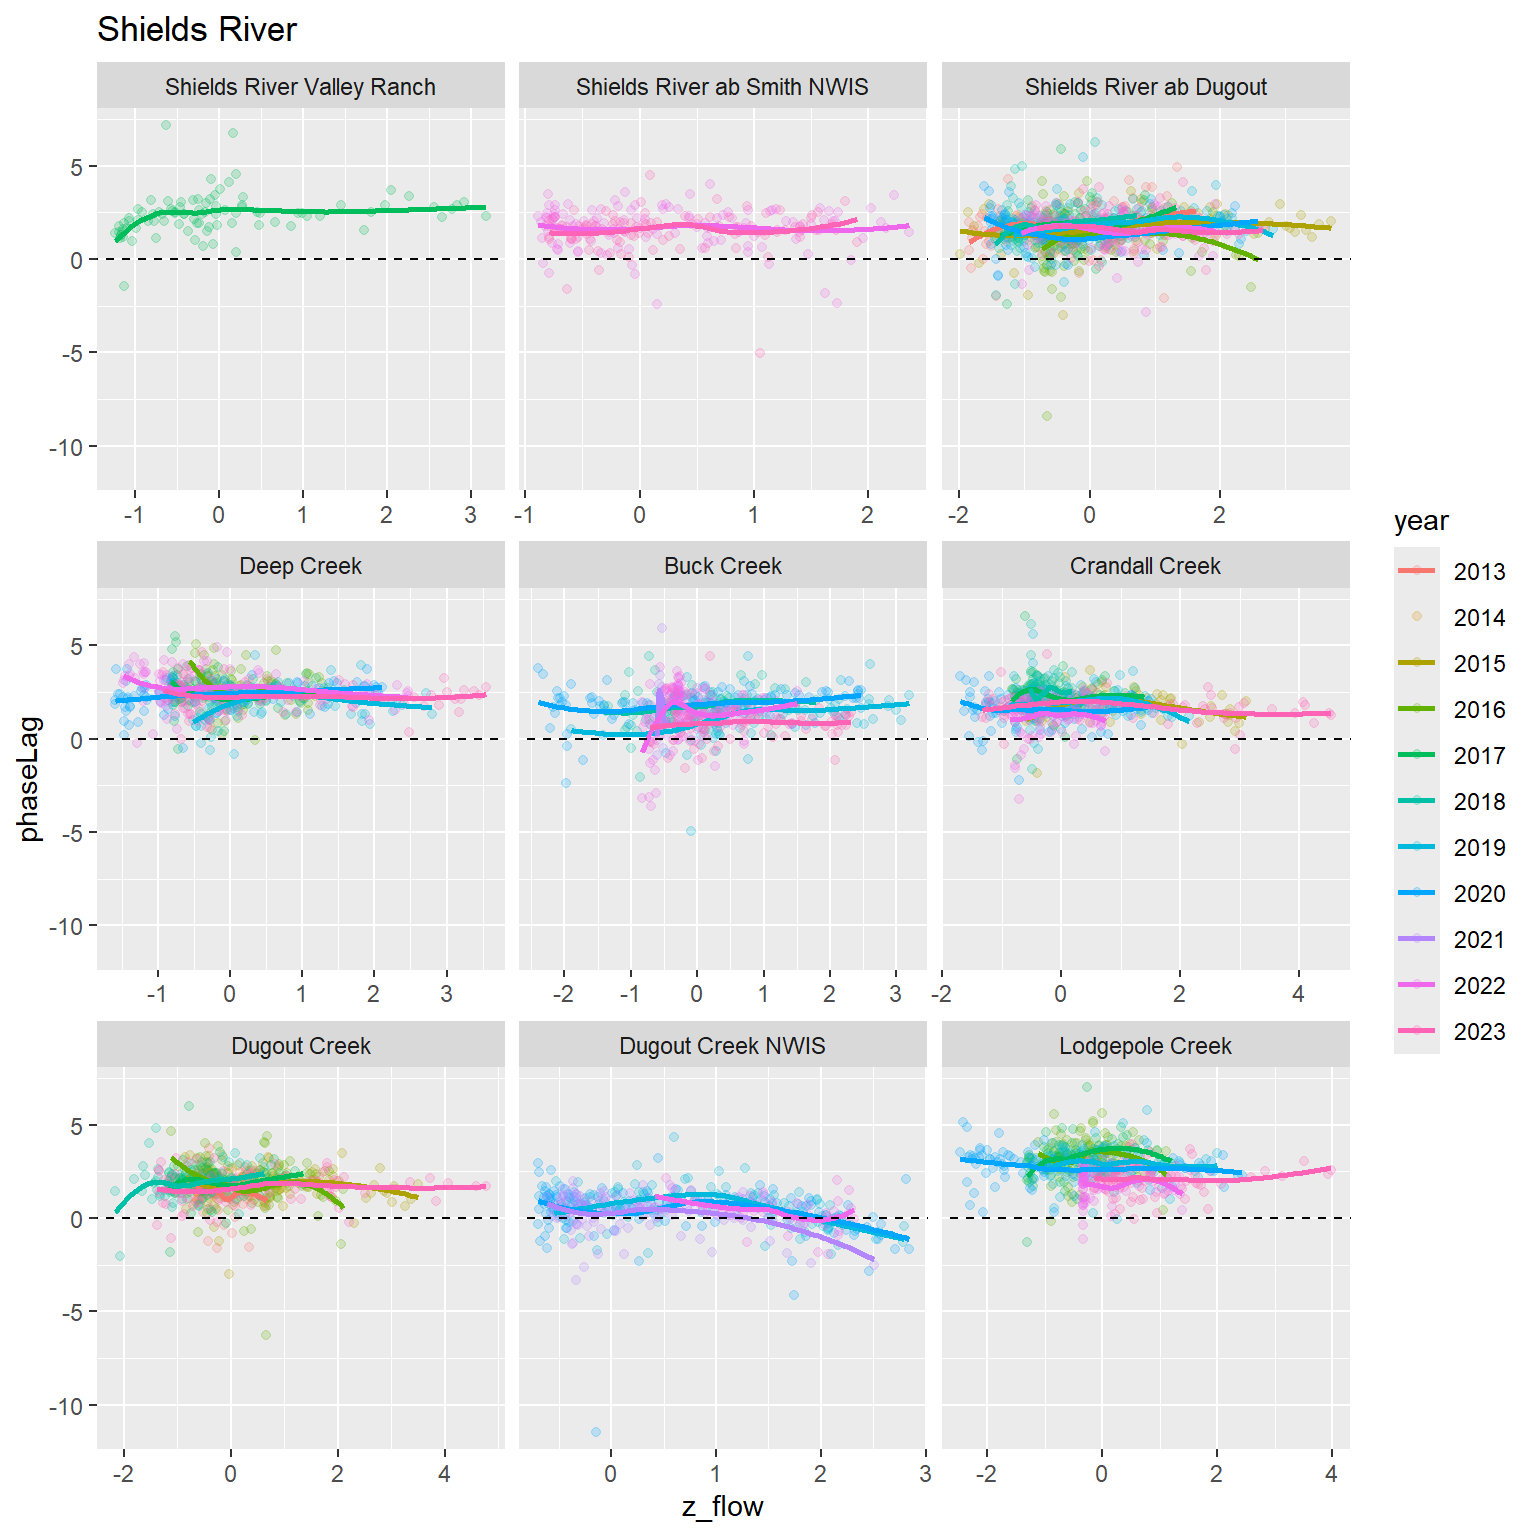 Shields River
Shields River Valley Ranch
Shields River ab Smith NWIS
Shields River ab Dugout
5
0
-5
-10
-1 0 1 2 3
-1 0 1 2
-2 0 2
Deep Creek
Buck Creek
Crandall Creek
5
0
-5
-10
-1 0 1 2 3
-2 -1 0 1 2 3
-2 0 2 4
Dugout Creek
Dugout Creek NWIS
Lodgepole Creek
5
0
-5
-10
-2 0 2 4
0 1 2 3
-2 0 2 4
phaseLag
z_flow
year
2013
2014
2015
2016
2017
2018
2019
2020
2021
2022
2023